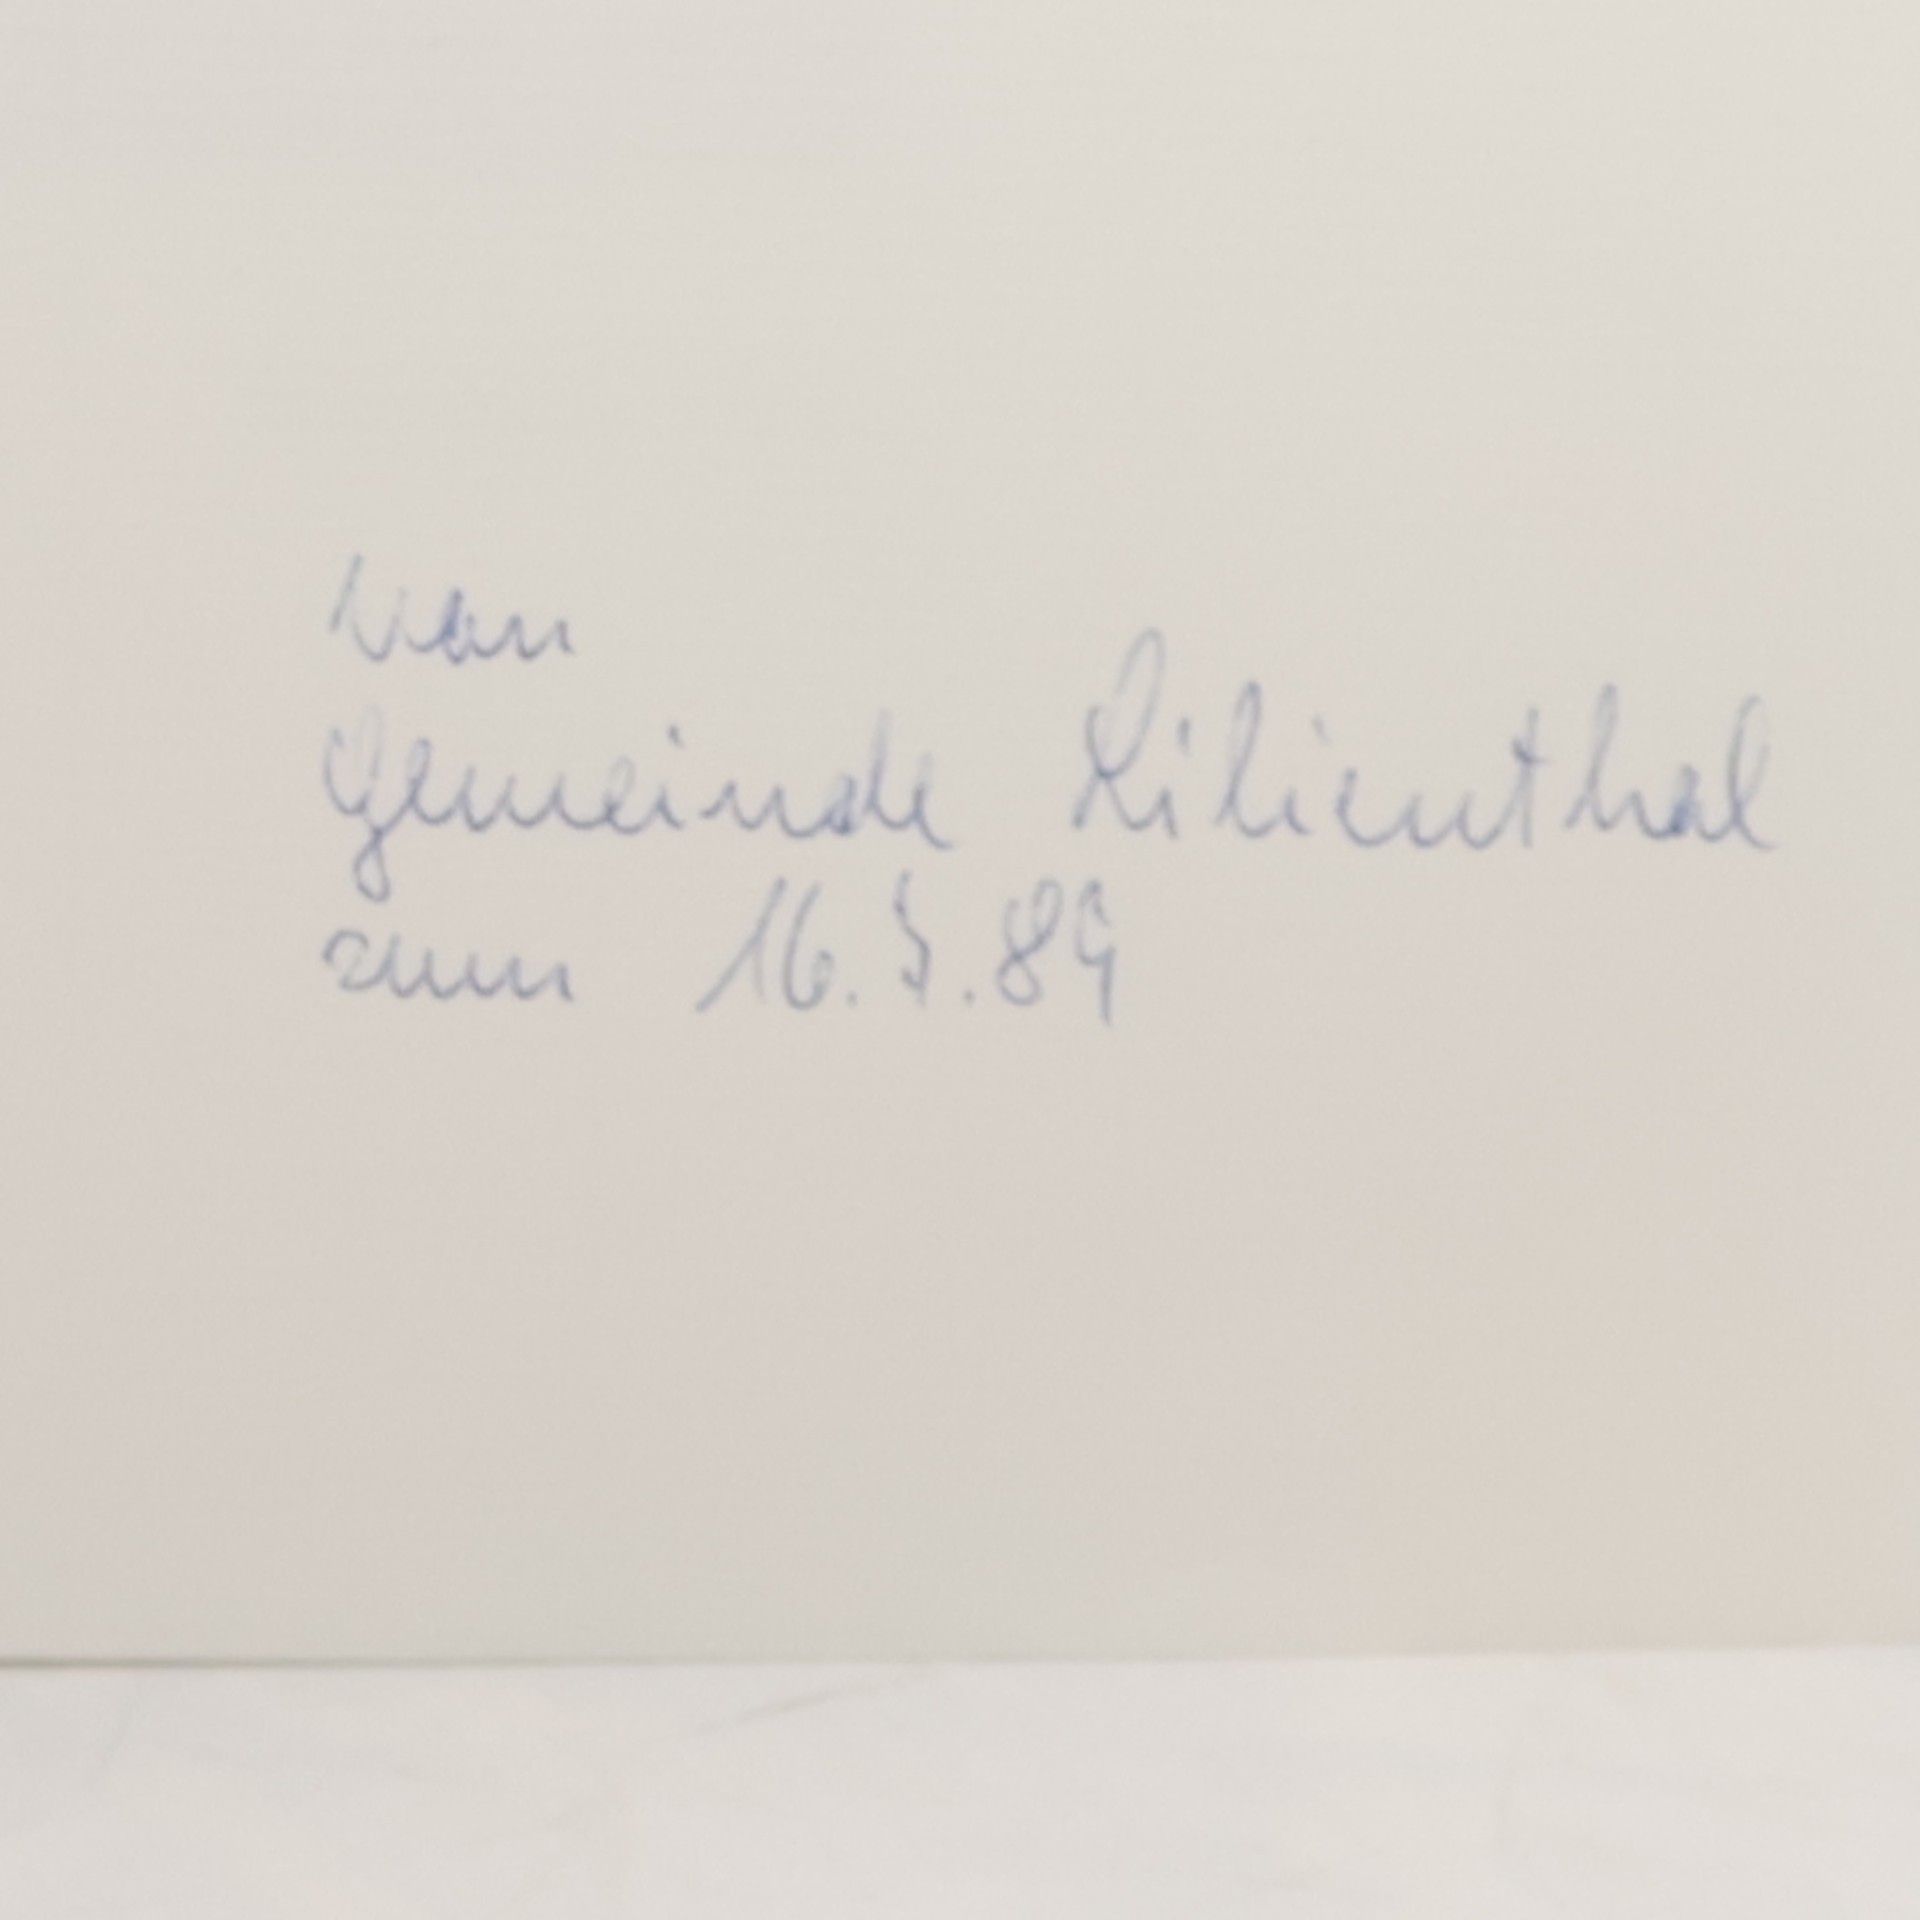 von
Gemeinde Lilienthal
zum 16.5.89